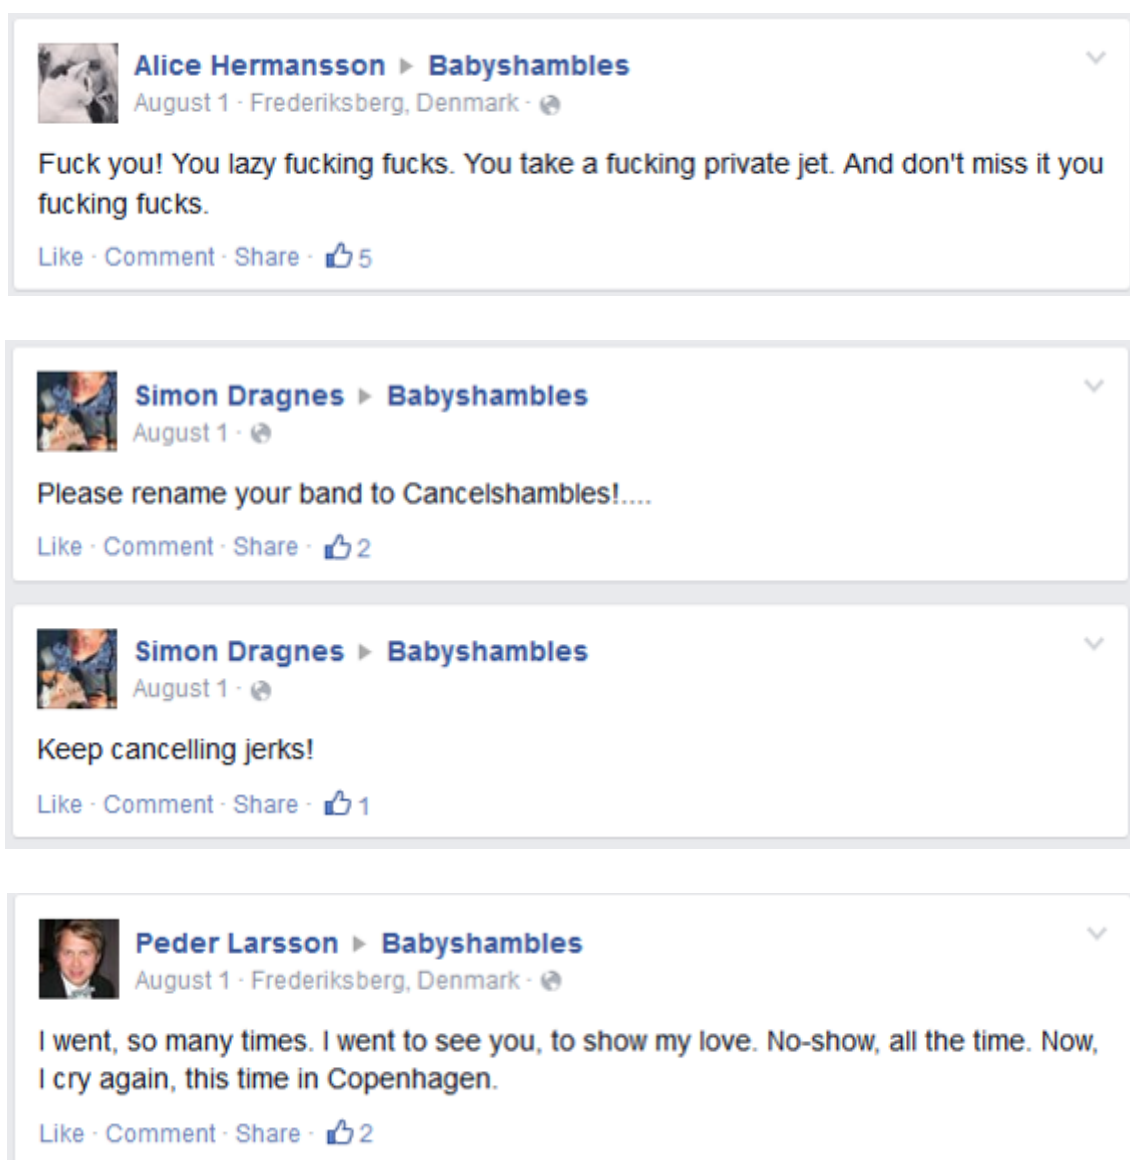 Alice Hermansson ▶ Babyshambles
August 1 · Frederiksberg, Denmark ·
Fuck you! You lazy fucking fucks. You take a fucking private jet. And don't miss it you
fucking fucks.
Like · Comment · Share · 5
Simon Dragnes ▶ Babyshambles
August 1 ·
Please rename your band to Cancelshambles!....
Like · Comment · Share · 2
Simon Dragnes ▶ Babyshambles
August 1 ·
Keep cancelling jerks!
Like · Comment · Share · 1
Peder Larsson ▶ Babyshambles
August 1 · Frederiksberg, Denmark ·
I went, so many times. I went to see you, to show my love. No-show, all the time. Now,
I cry again, this time in Copenhagen.
Like · Comment · Share · 2